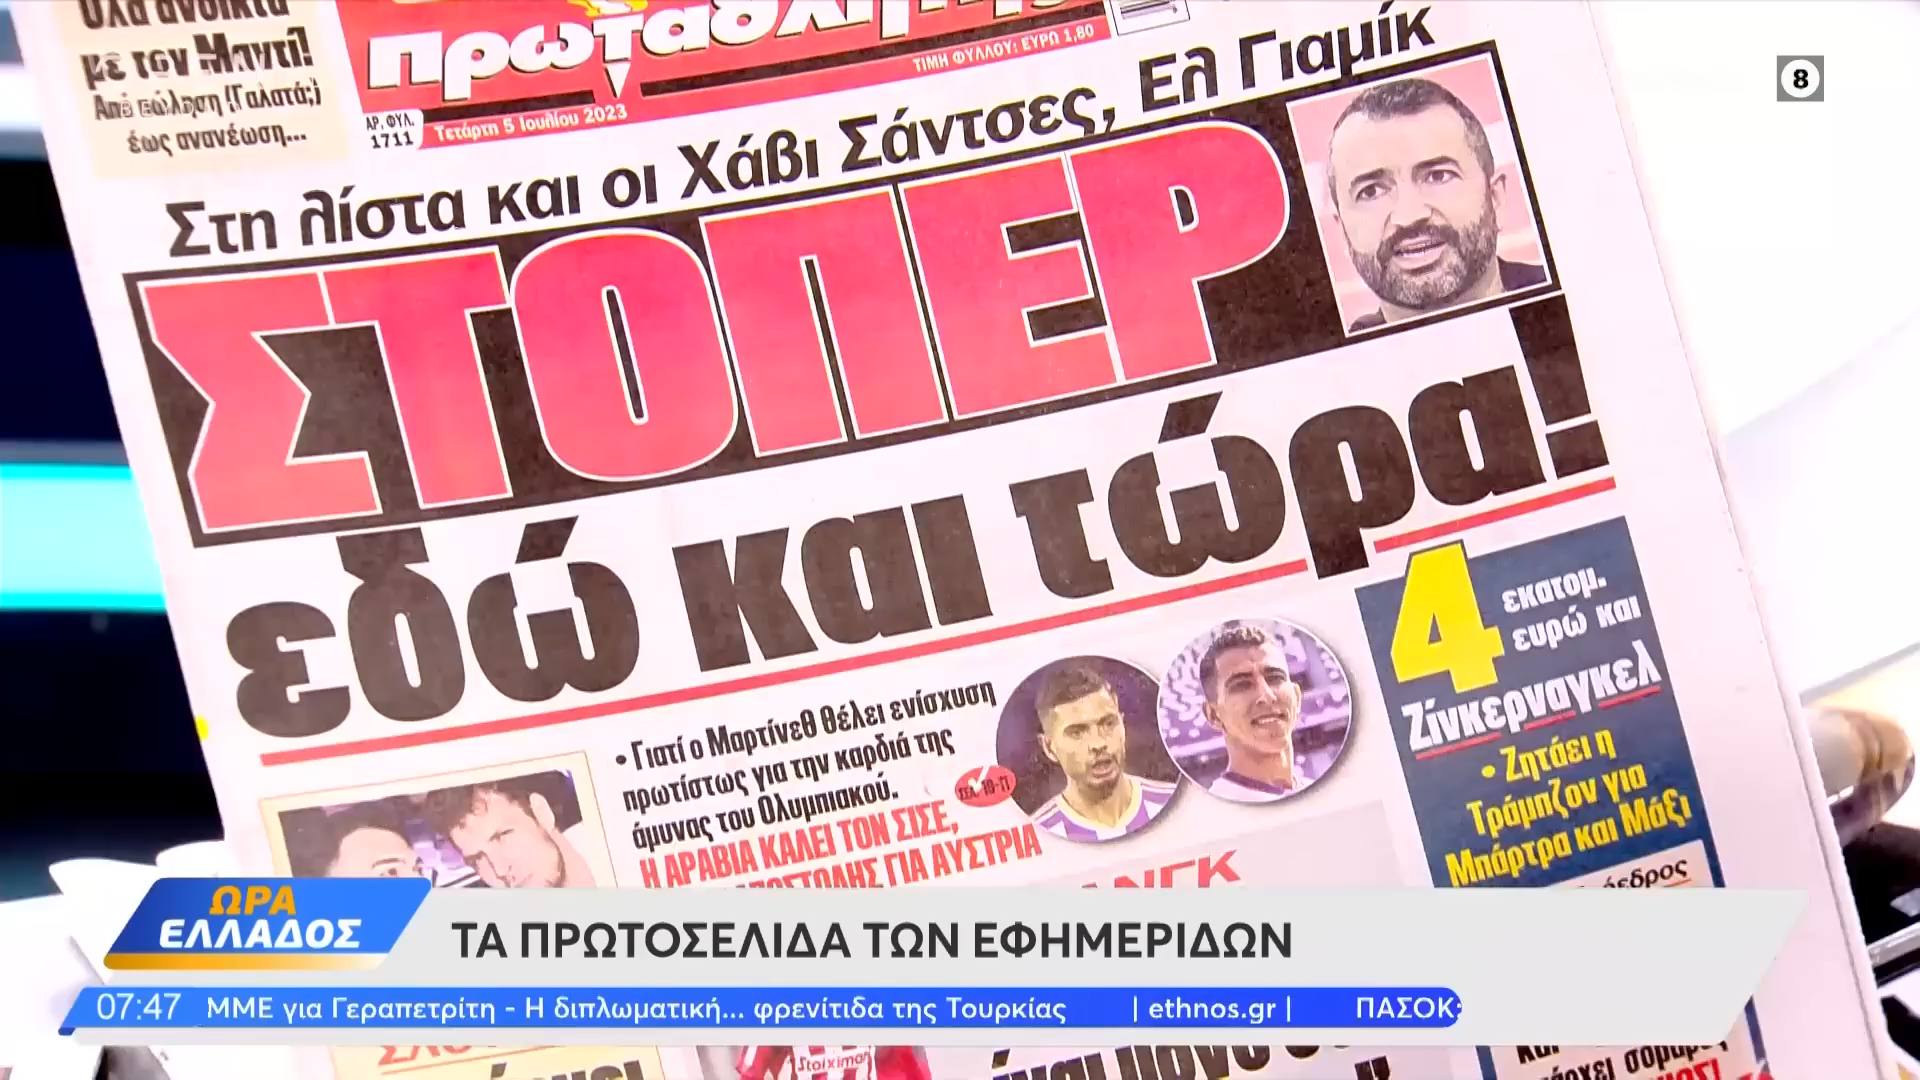 Όλα ανοικτά
με τον Μαντί!
Από πώληση (Γαλατά;)
έως ανανέωση...
πρωταθλητής
ΤΙΜΗ ΦΥΛΛΟΥ: ΕΥΡΩ 1,80
ΑΡ. ΦΥΛ.
1711
Τετάρτη 5 Ιουλίου 2023
8
Στη λίστα και οι Χάβι Σάντσες, Ελ Γιαμίκ
ΣΤΟΠΕΡ
εδώ και τώρα!
• Γιατί ο Μαρτίνεθ θέλει ενίσχυση
πρωτίστως για την καρδιά της
άμυνας του Ολυμπιακού.
ΣΕΛ. 10-11
Η ΑΡΑΒΙΑ ΚΑΛΕΙ ΤΟΝ ΣΙΣΕ,
ΓΙΑ ΑΥΣΤΡΙΑ
4
εκατομ.
ευρώ και
Ζίνκερναγκελ
• Ζητάει η
Τράμπζον για
Μπάρτρα και Μάξι
ΩΡΑ
ΕΛΛΑΔΟΣ
ΤΑ ΠΡΩΤΟΣΕΛΙΔΑ ΤΩΝ ΕΦΗΜΕΡΙΔΩΝ
07:47 ΜΜΕ για Γεραπετρίτη - Η διπλωματική... φρενίτιδα της Τουρκίας | ethnos.gr | ΠΑΣΟΚ:
Stoiximan